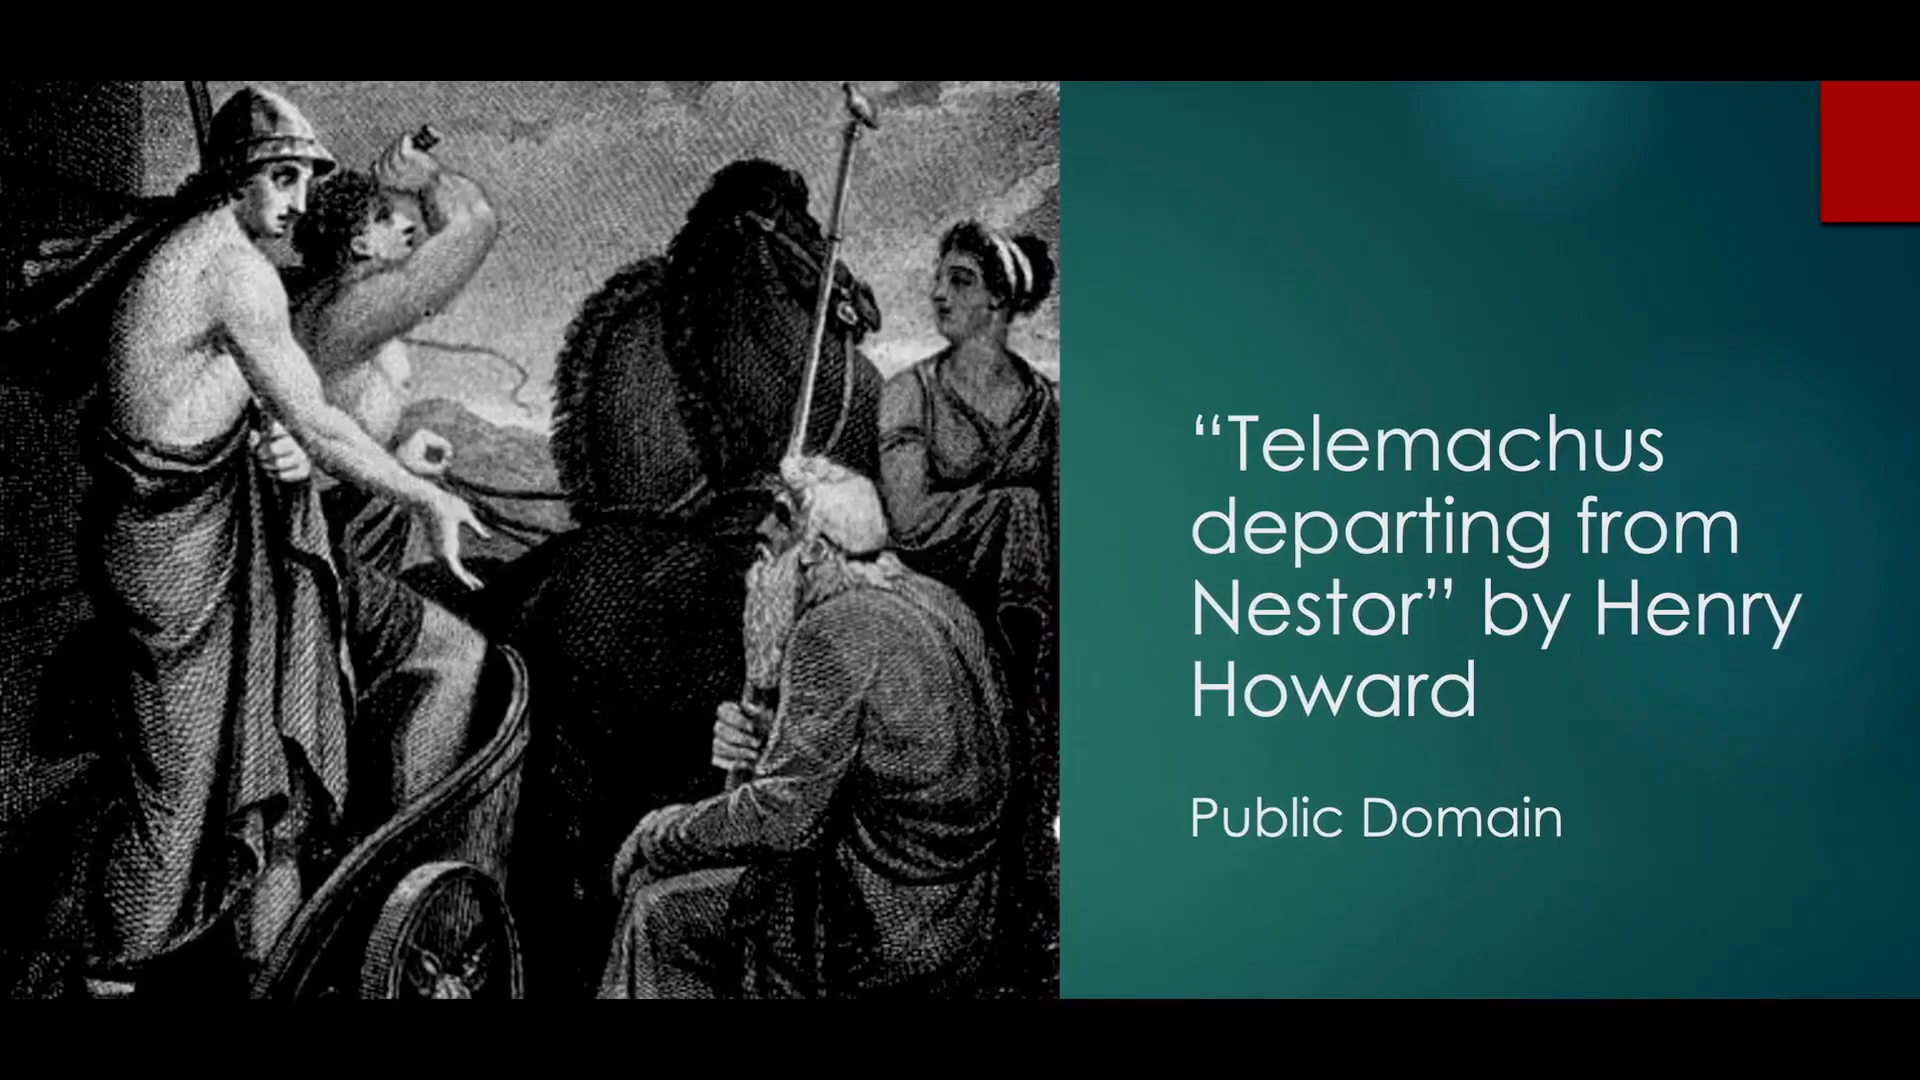 “Telemachus
departing from
Nestor” by Henry
Howard
Public Domain